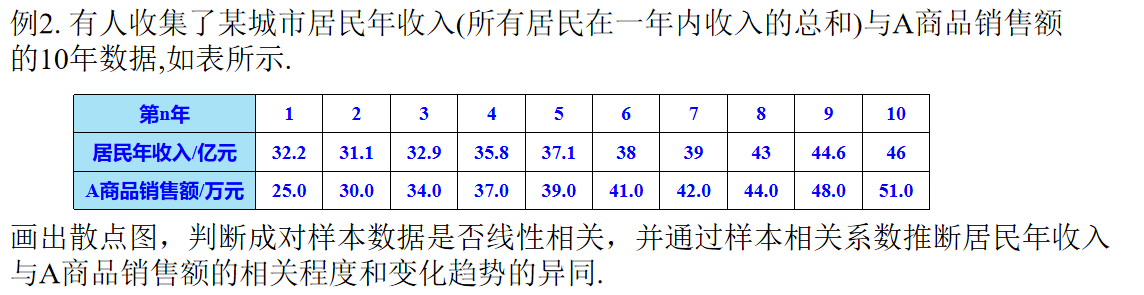 例2. 有人收集了某城市居民年收入(所有居民在一年内收入的总和)与A商品销售额
的10年数据,如表所示.
第n年 1 2 3 4 5 6 7 8 9 10
居民年收入/亿元 32.2 31.1 32.9 35.8 37.1 38 39 43 44.6 46
A商品销售额/万元 25.0 30.0 34.0 37.0 39.0 41.0 42.0 44.0 48.0 51.0
画出散点图，判断成对样本数据是否线性相关，并通过样本相关系数推断居民年收入
与A商品销售额的相关程度和变化趋势的异同.